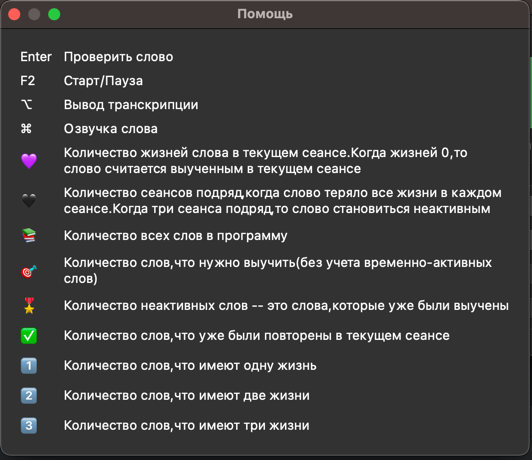 Помощь
Enter Проверить слово
F2 Старт/Пауза
⌥ Вывод транскрипции
⌘ Озвучка слова
💜 Количество жизней слова в текущем сеансе.Когда жизней 0,то
слово считается выученным в текущем сеансе
🖤 Количество сеансов подряд,когда слово теряло все жизни в каждом
сеансе.Когда три сеанса подряд,то слово становиться неактивным
📚 Количество всех слов в программу
🎯 Количество слов,что нужно выучить(без учета временно-активных
слов)
🎖 Количество неактивных слов -- это слова,которые уже были выучены
✅ Количество слов,что уже были повторены в текущем сеансе
1️⃣ Количество слов,что имеют одну жизнь
2️⃣ Количество слов,что имеют две жизни
3️⃣ Количество слов,что имеют три жизни